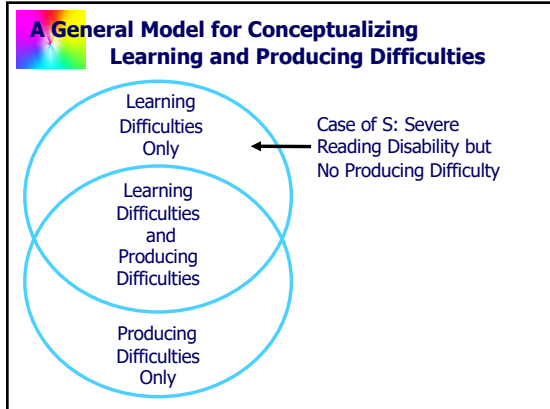 A General Model for Conceptualizing
Learning and Producing Difficulties
Learning
Difficulties
Only
Case of S: Severe
Reading Disability but
No Producing Difficulty
Learning
Difficulties
and
Producing
Difficulties
Producing
Difficulties
Only